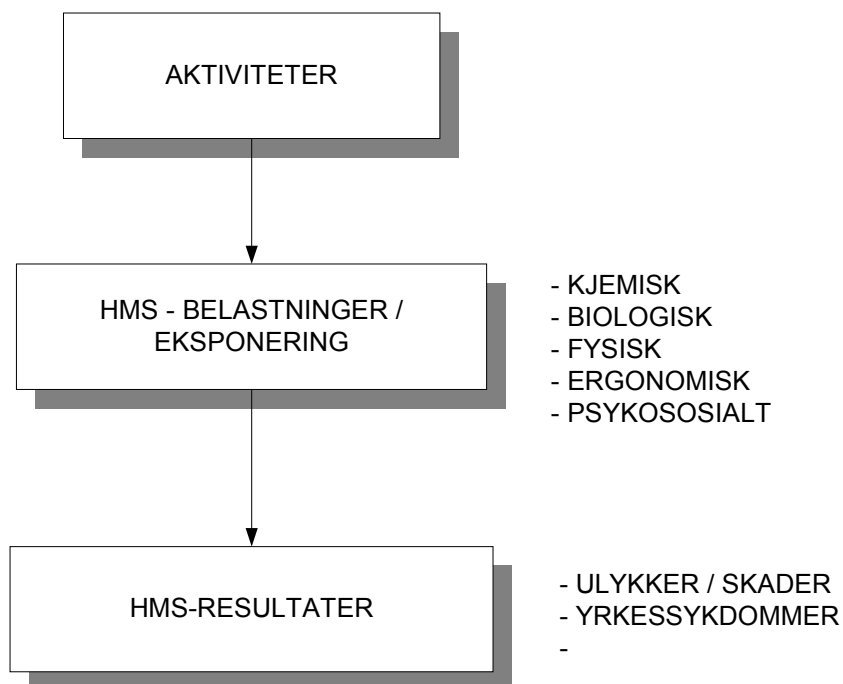 AKTIVITETER
HMS - BELASTNINGER /
EKSPONERING
- KJEMISK
- BIOLOGISK
- FYSISK
- ERGONOMISK
- PSYKOSOSIALT
HMS-RESULTATER
- ULYKKER / SKADER
- YRKESSYKDOMMER
-